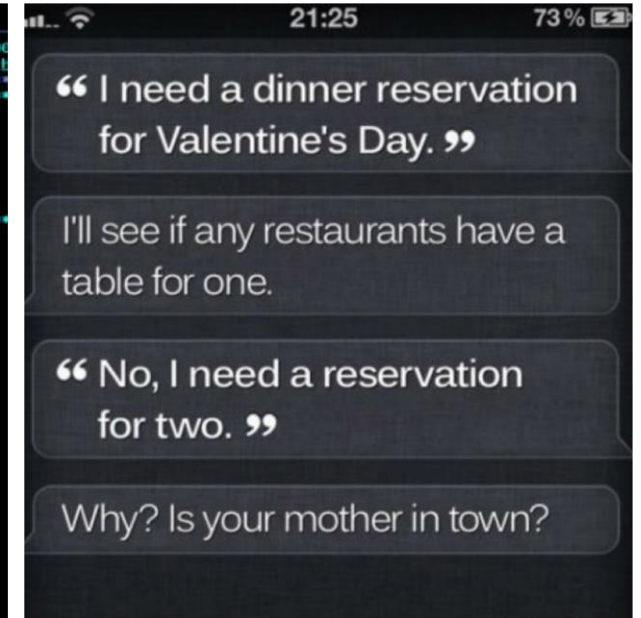 21:25
73%
“ I need a dinner reservation
for Valentine's Day. ”
I'll see if any restaurants have a
table for one.
“ No, I need a reservation
for two. ”
Why? Is your mother in town?